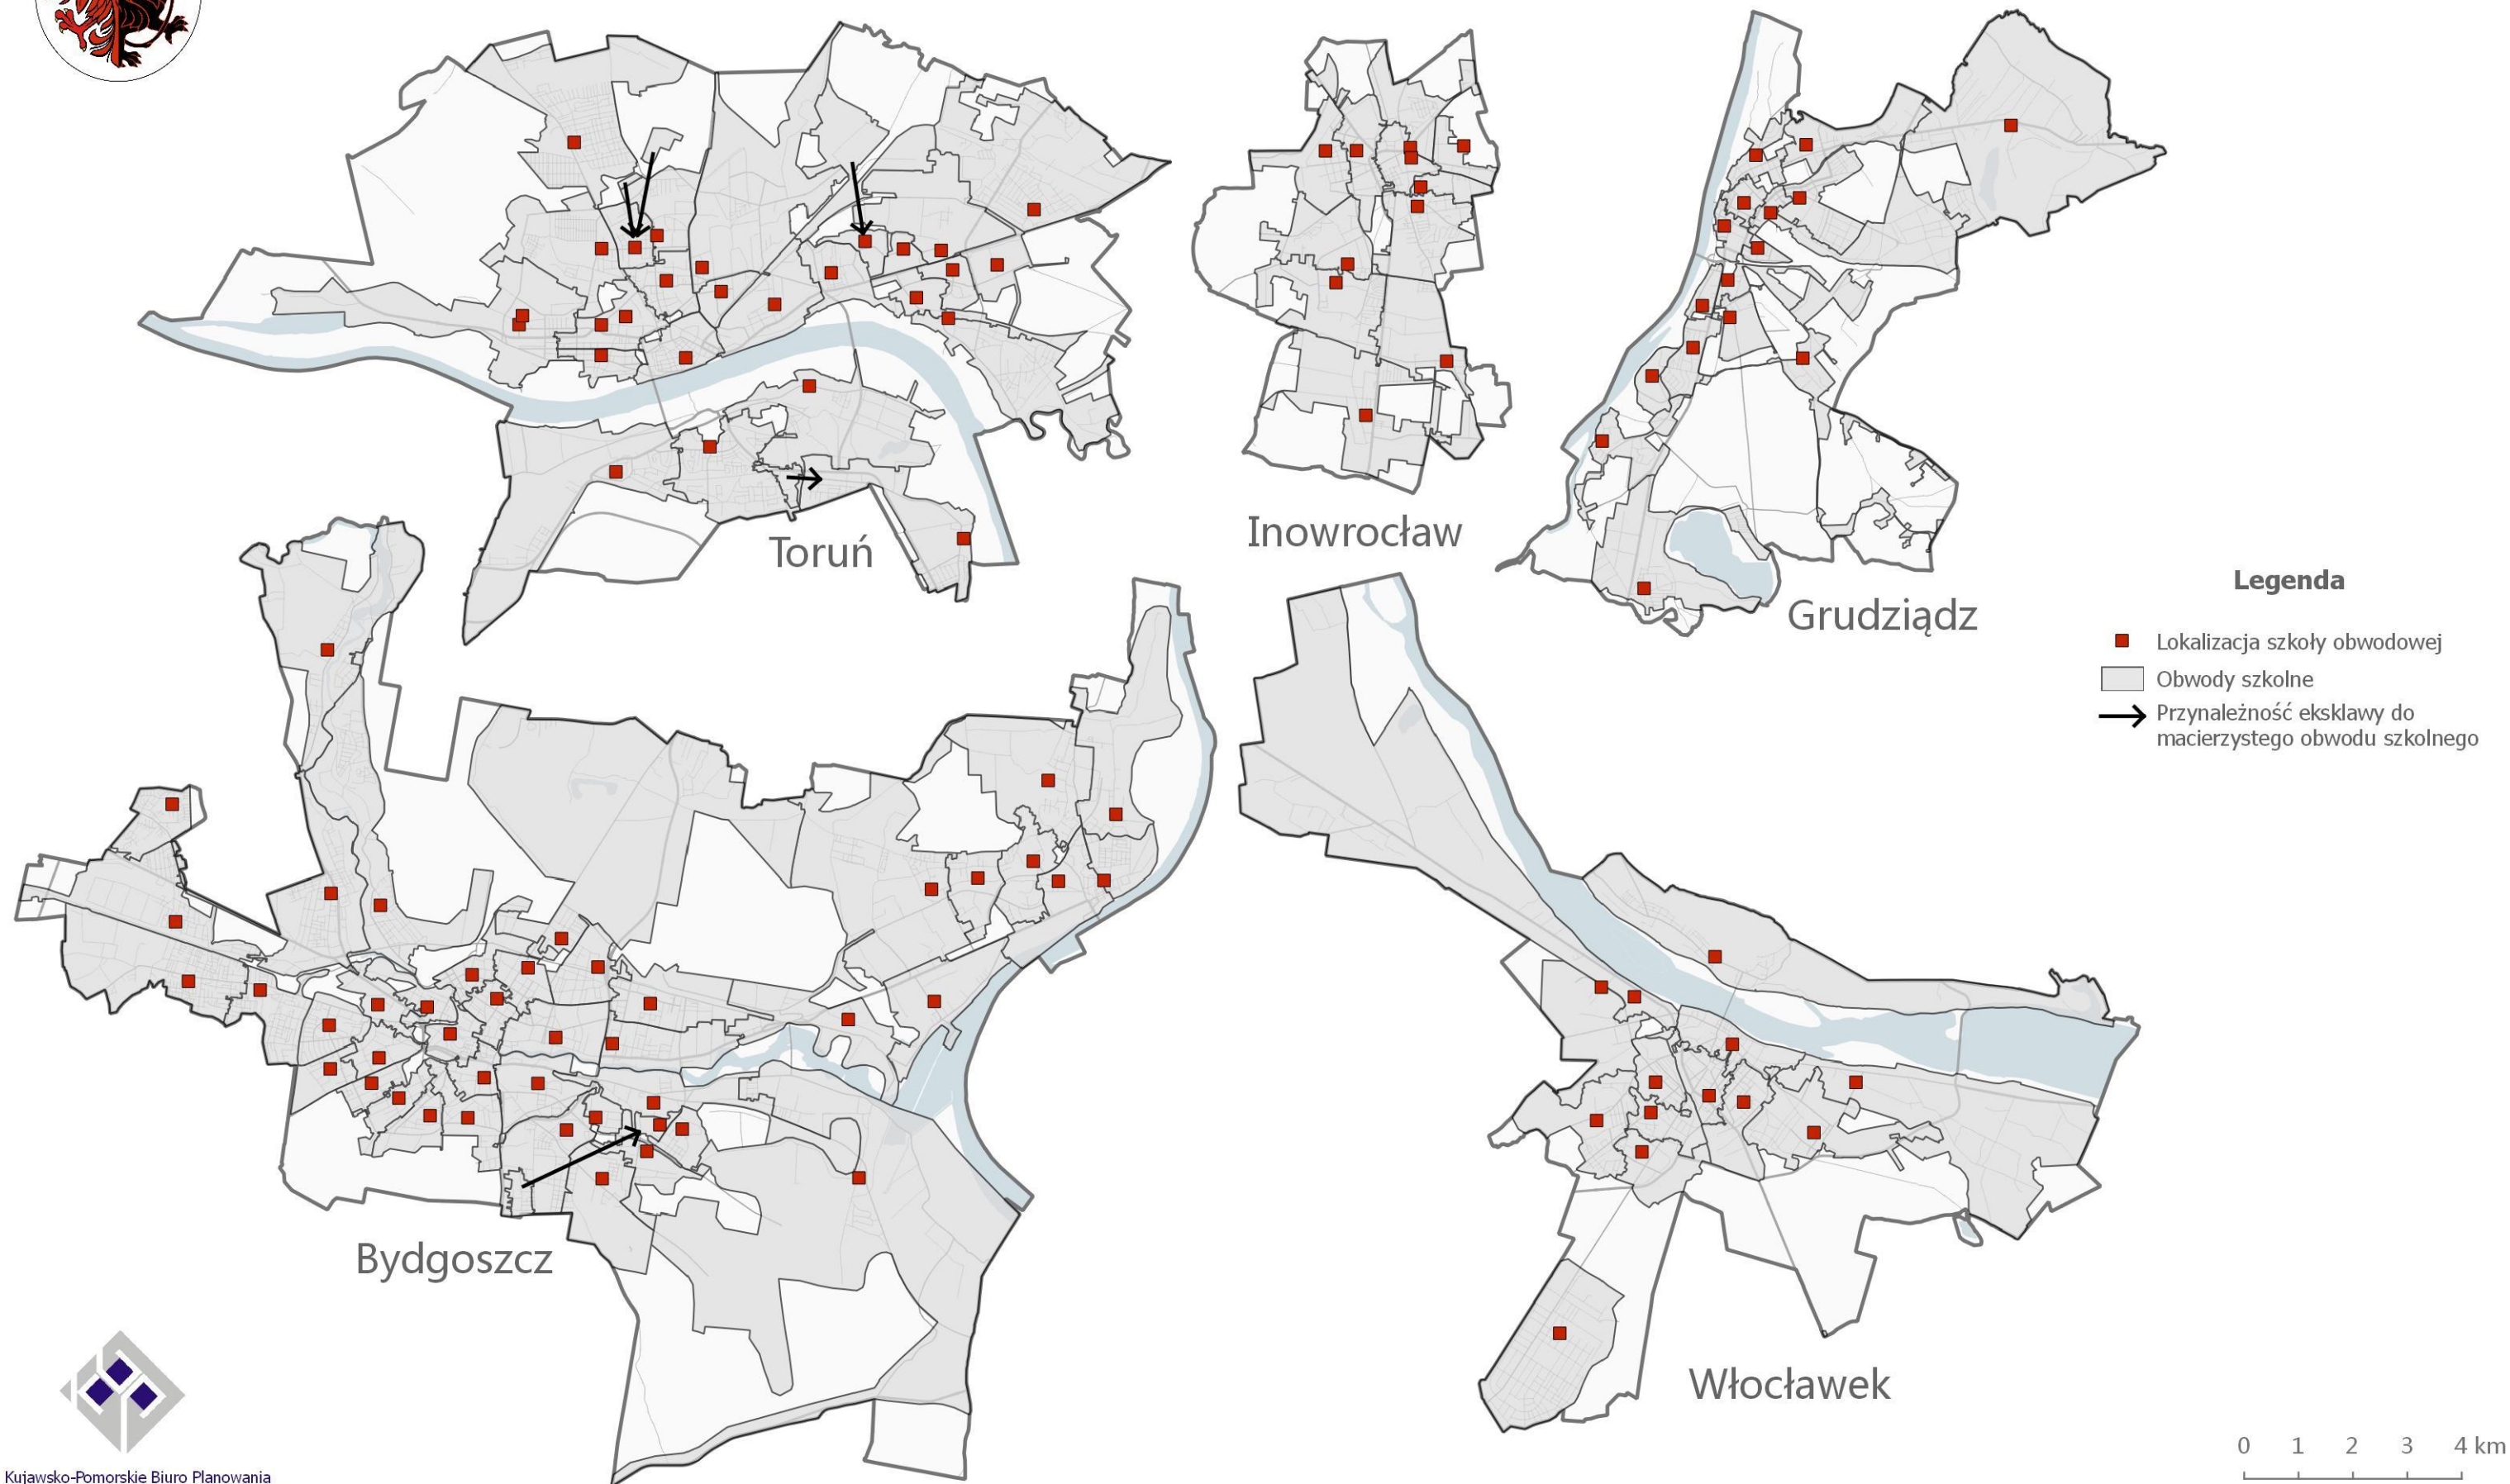 Toruń
Inowrocław
Grudziądz
Legenda
Lokalizacja szkoły obwodowej
Obwody szkolne
Przynależność eksklawy do
macierzystego obwodu szkolnego
Bydgoszcz
Włocławek
0 1 2 3 4 km
Kujawsko-Pomorskie Biuro Planowania